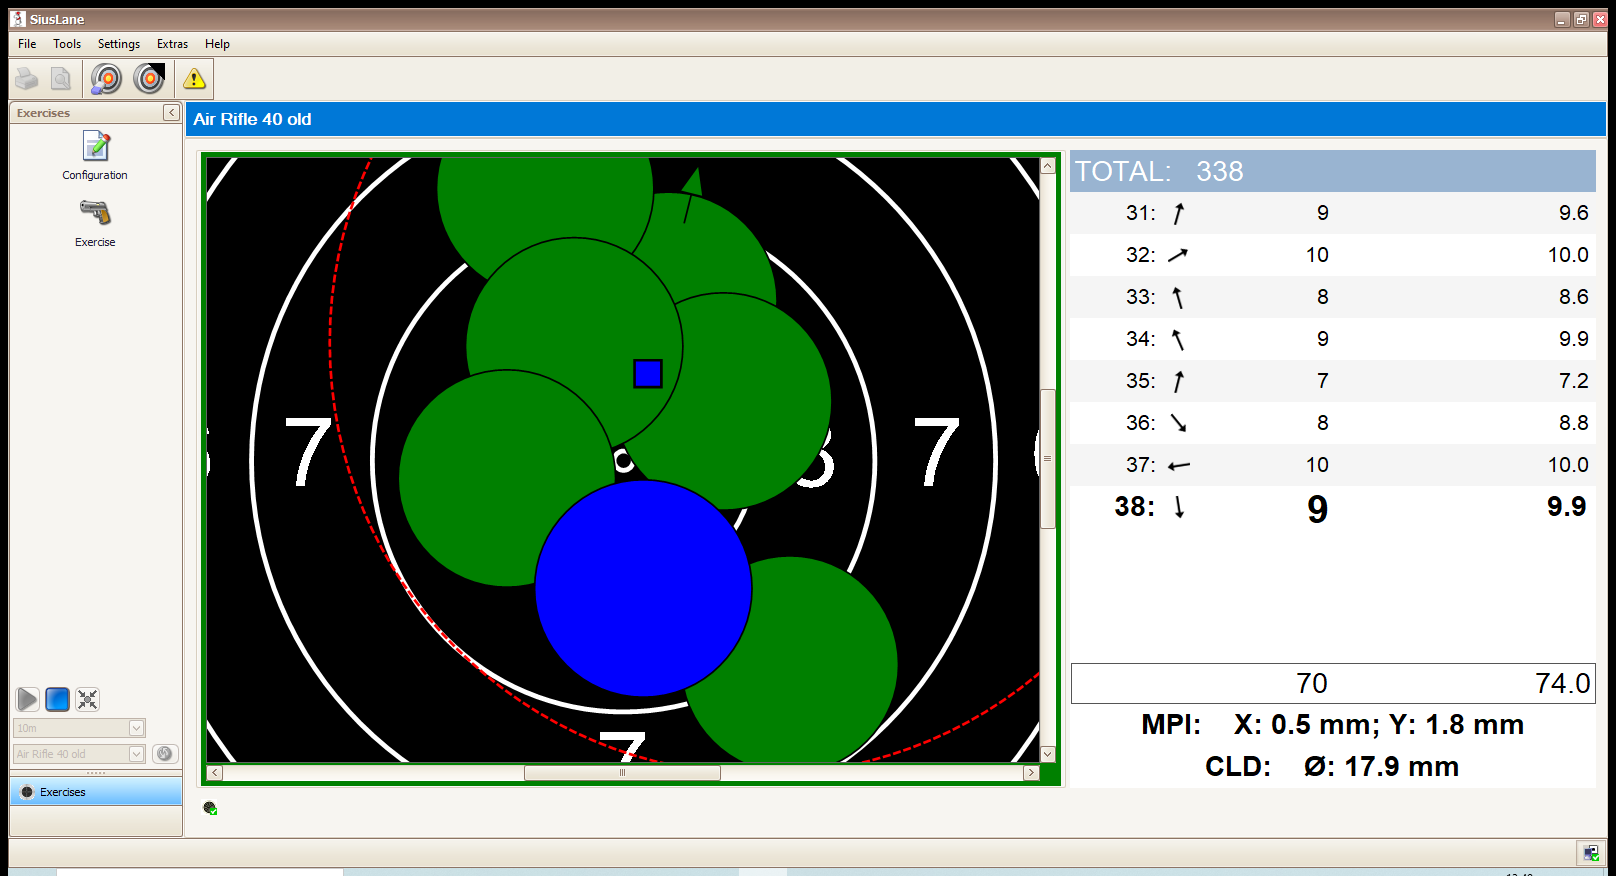 SiusLane
File Tools Settings Extras Help
Exercises
Configuration
Exercise
10m
Air Rifle 40 old
Exercises
Air Rifle 40 old
7
8
7
7
TOTAL: 338
31: 9 9.6
32: 10 10.0
33: 8 8.6
34: 9 9.9
35: 7 7.2
36: 8 8.8
37: 10 10.0
38: 9 9.9
70 74.0
MPI: X: 0.5 mm; Y: 1.8 mm
CLD: Ø: 17.9 mm